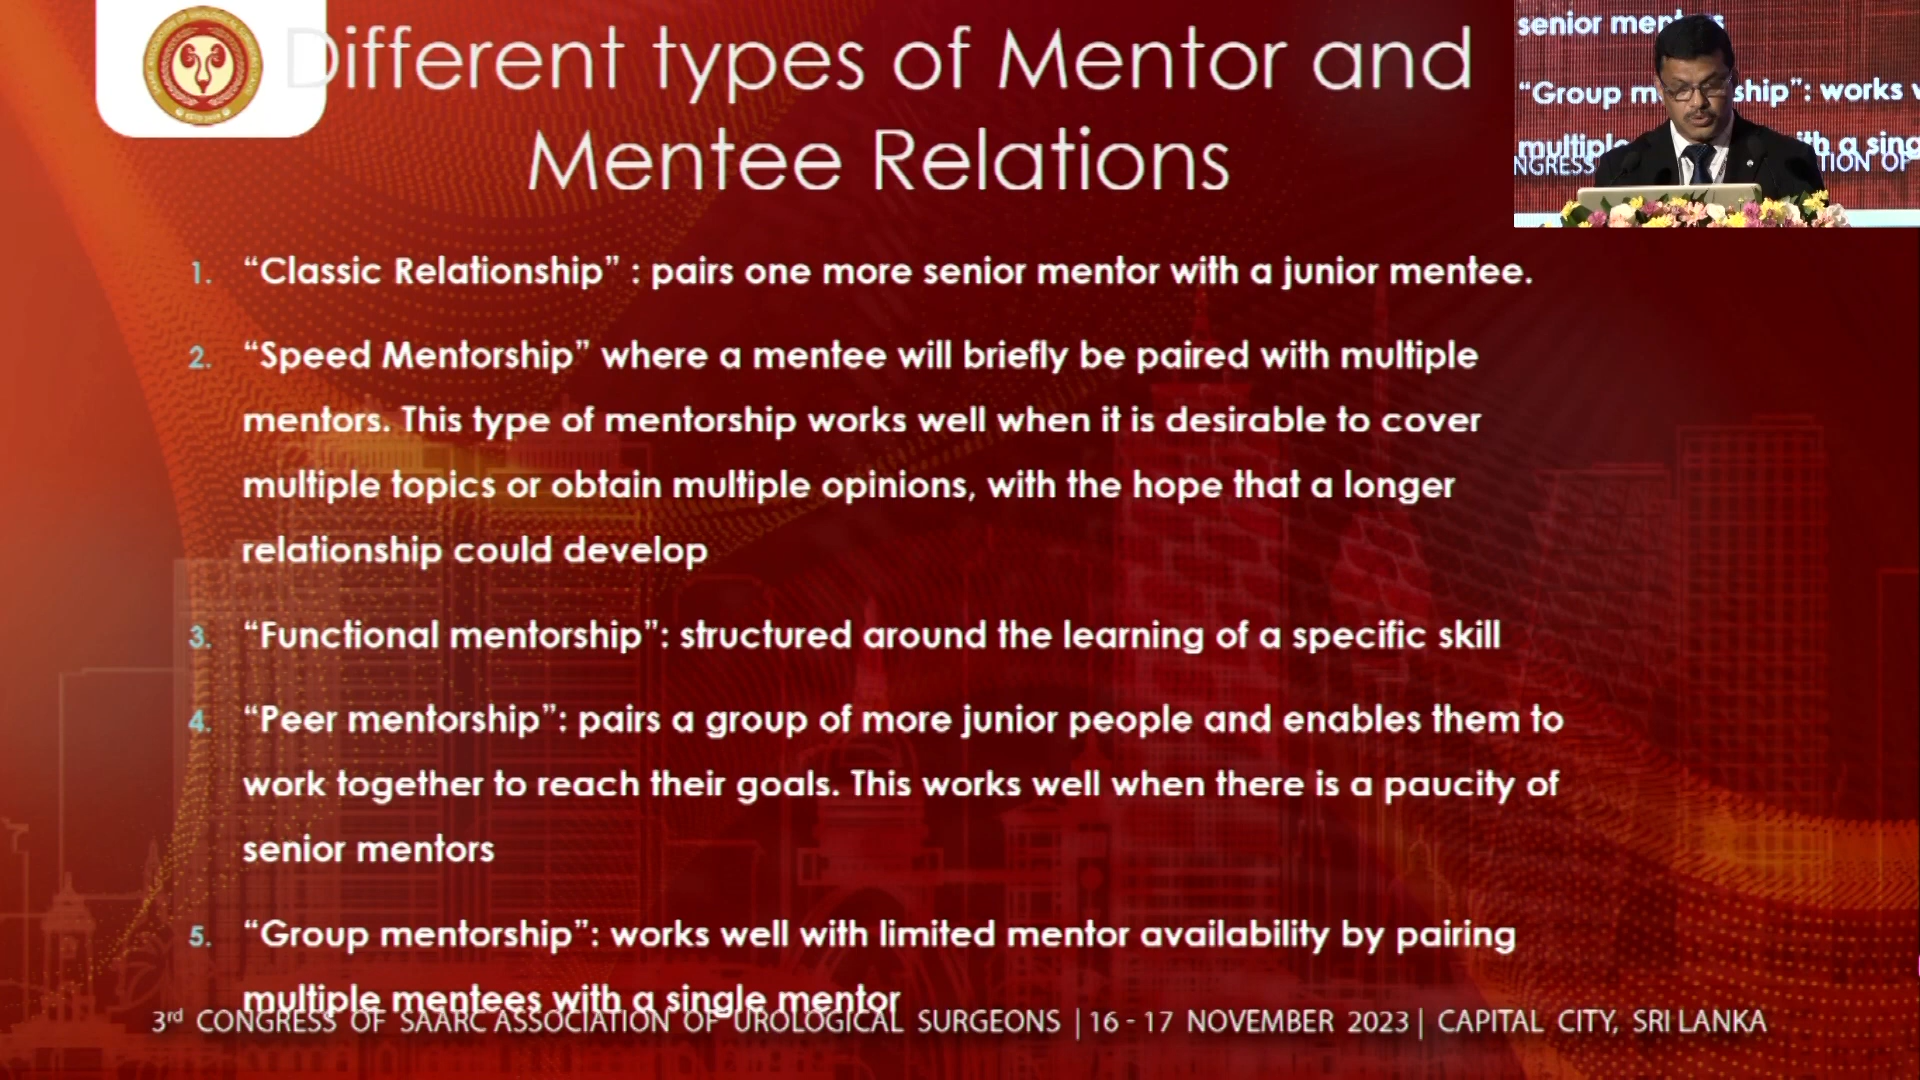 Different types of Mentor and
Mentee Relations
1. “Classic Relationship” : pairs one more senior mentor with a junior mentee.
2. “Speed Mentorship” where a mentee will briefly be paired with multiple
mentors. This type of mentorship works well when it is desirable to cover
multiple topics or obtain multiple opinions, with the hope that a longer
relationship could develop
3. “Functional mentorship”: structured around the learning of a specific skill
4. “Peer mentorship”: pairs a group of more junior people and enables them to
work together to reach their goals. This works well when there is a paucity of
senior mentors
5. “Group mentorship”: works well with limited mentor availability by pairing
multiple mentees with a single mentor
3rd CONGRESS OF SAARC ASSOCIATION OF UROLOGICAL SURGEONS | 16 - 17 NOVEMBER 2023 | CAPITAL CITY, SRI LANKA
senior mentors
“Group m ship”: works
multiple with a sing
NGRESS TION OF